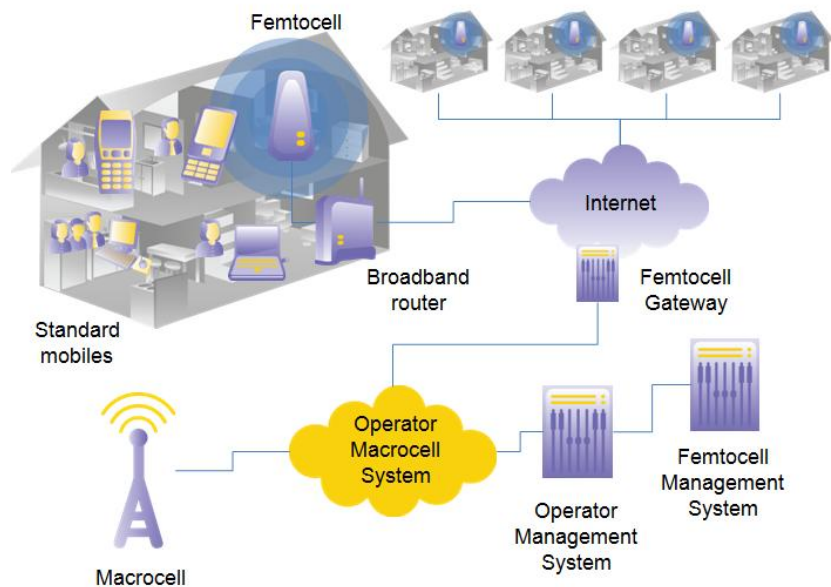 Femtocell
Internet
Broadband
router
Femtocell
Gateway
Standard
mobiles
Operator
Macrocell
System
Femtocell
Management
System
Operator
Management
System
Macrocell